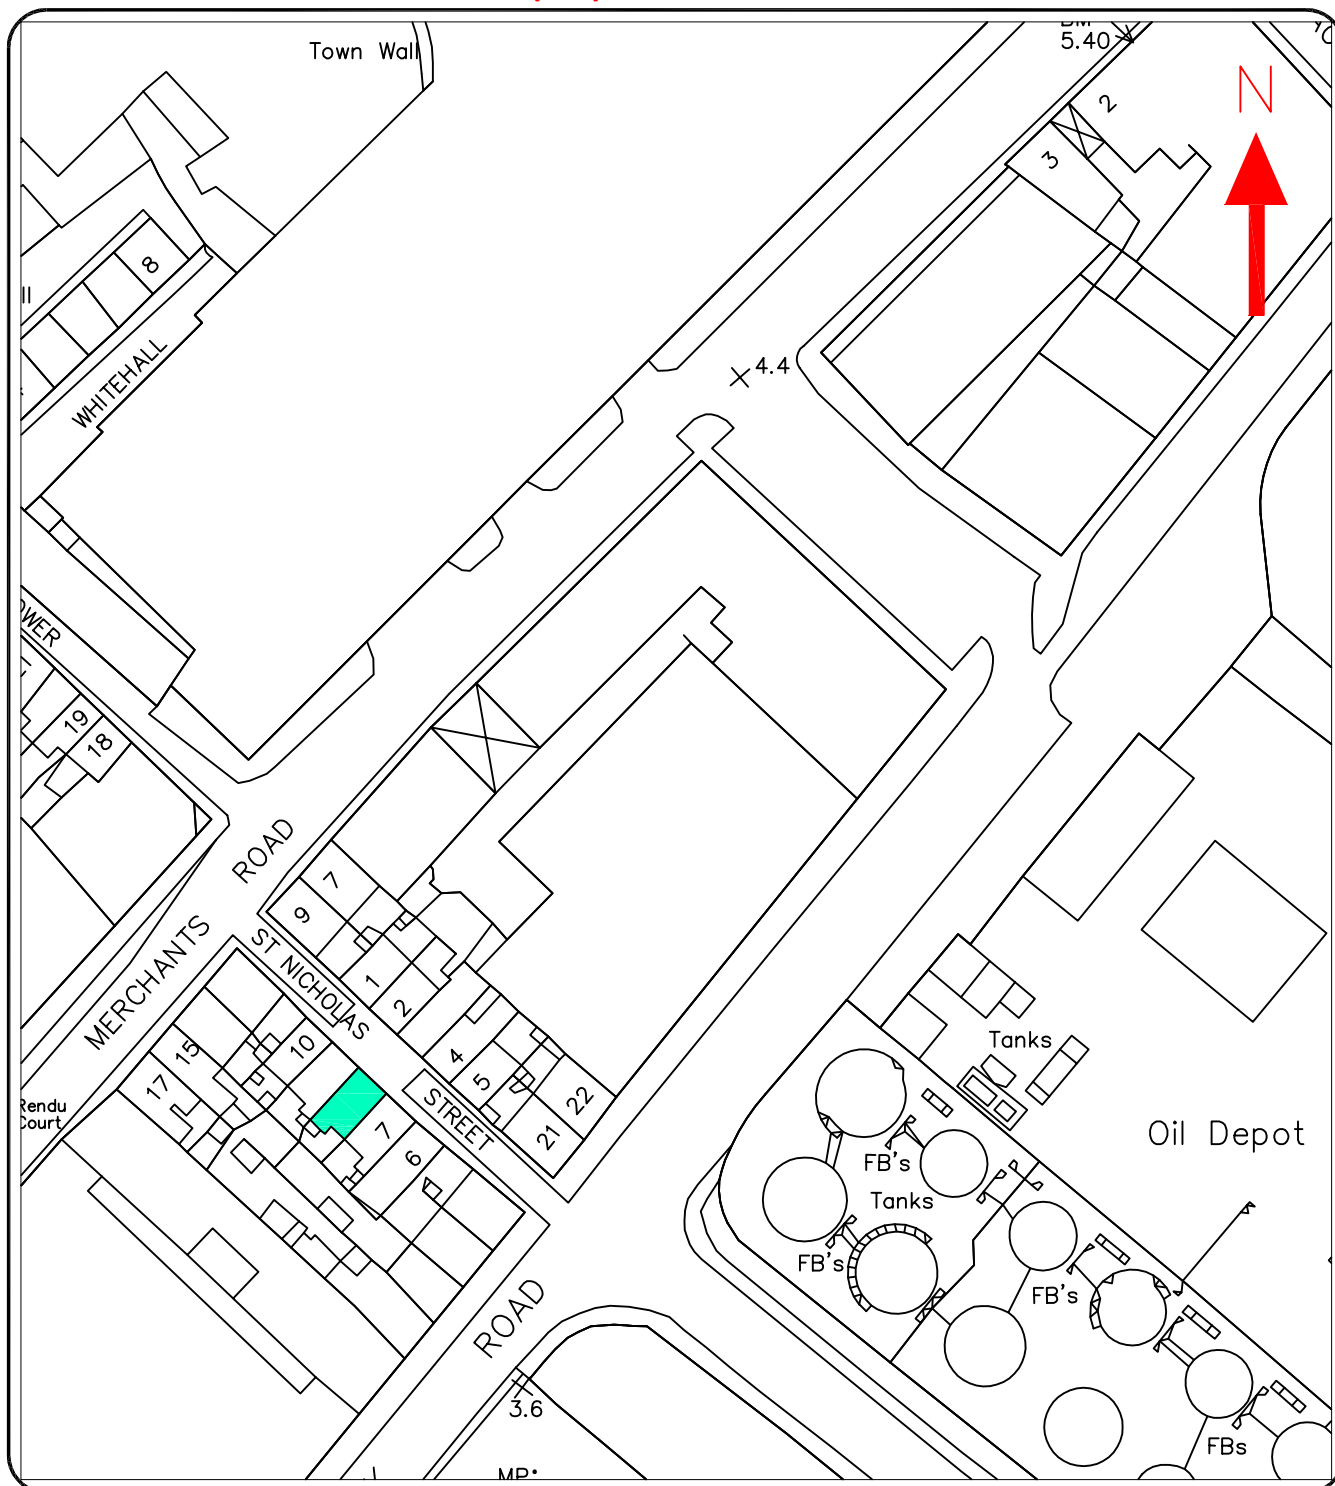 Town Wall
5.40
N
2
3
8
4.4
WHITEHALL
19
18
ROAD
7
9
MERCHANTS
ST NICHOLAS
1
2
10
15
4
5
17
22
STREET
21
7
6
Rendu
Court
Tanks
Oil Depot
FB's
Tanks
FB's
FB's
ROAD
3.6
FBs